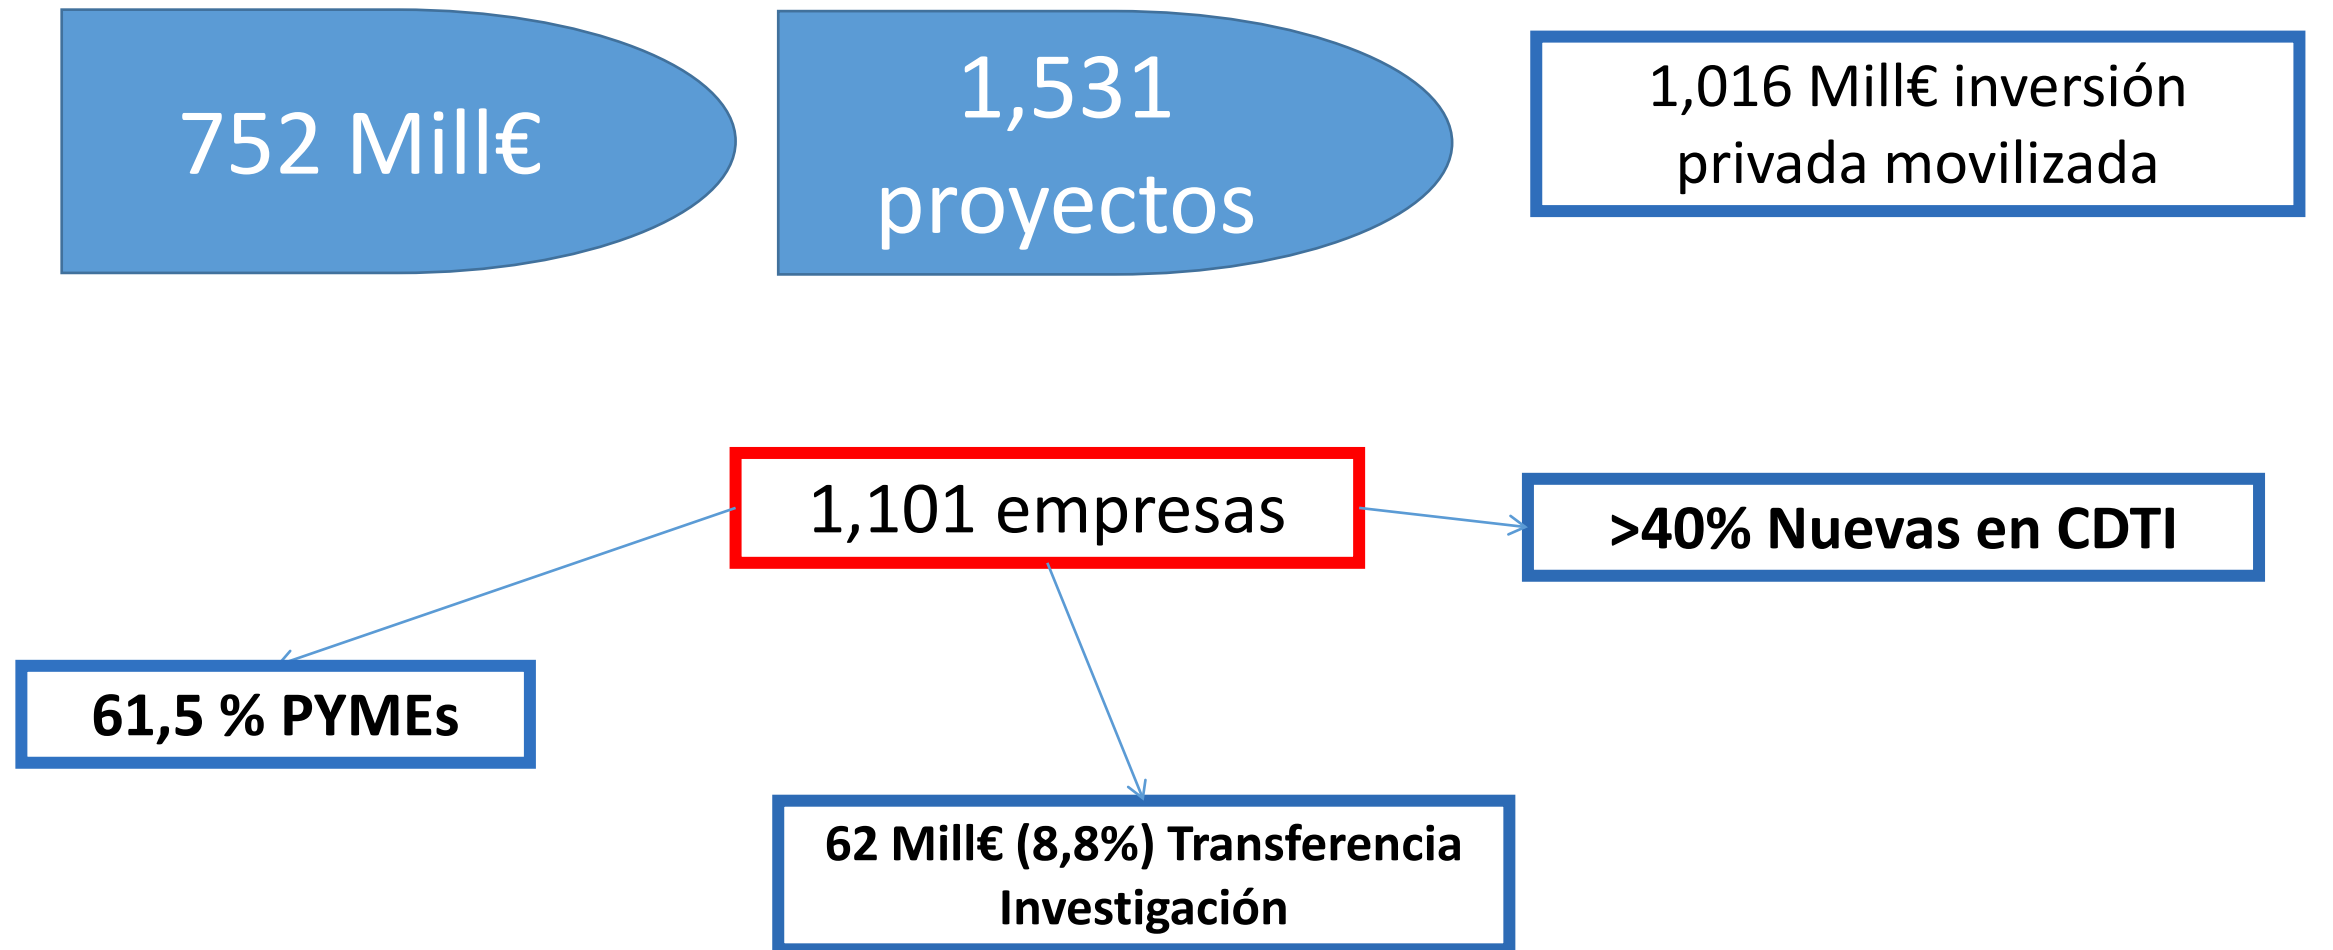 752 Mill€
1,531
proyectos
1,016 Mill€ inversión
privada movilizada
1,101 empresas
>40% Nuevas en CDTI
61,5 % PYMEs
62 Mill€ (8,8%) Transferencia
Investigación